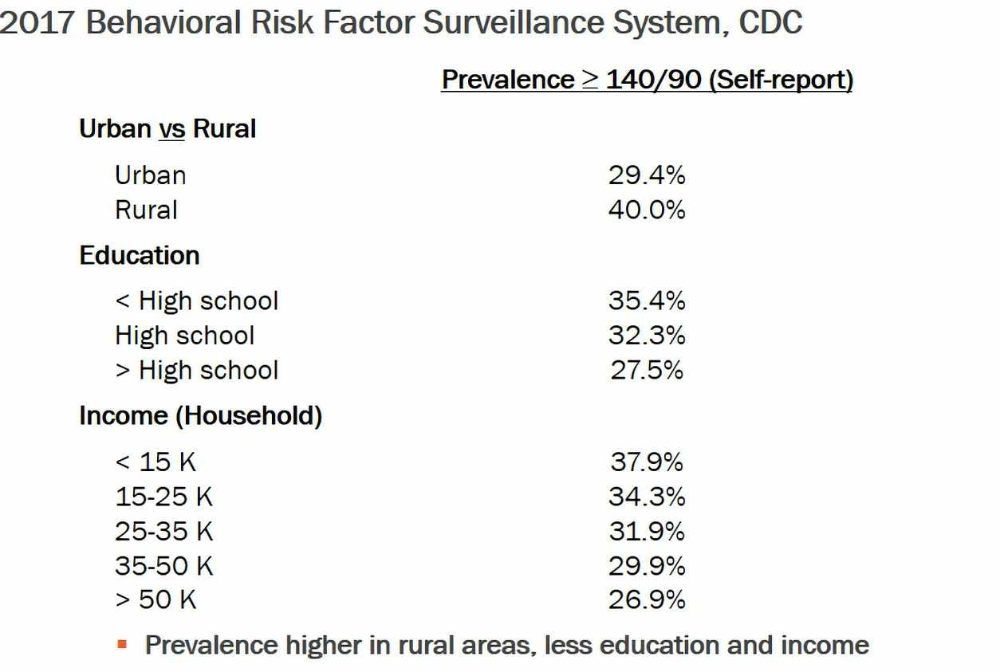 2017 Behavioral Risk Factor Surveillance System, CDC
Prevalence ≥ 140/90 (Self-report)
Urban vs Rural
Urban 29.4%
Rural 40.0%
Education
< High school 35.4%
High school 32.3%
> High school 27.5%
Income (Household)
< 15 K 37.9%
15-25 K 34.3%
25-35 K 31.9%
35-50 K 29.9%
> 50 K 26.9%
▪ Prevalence higher in rural areas, less education and income